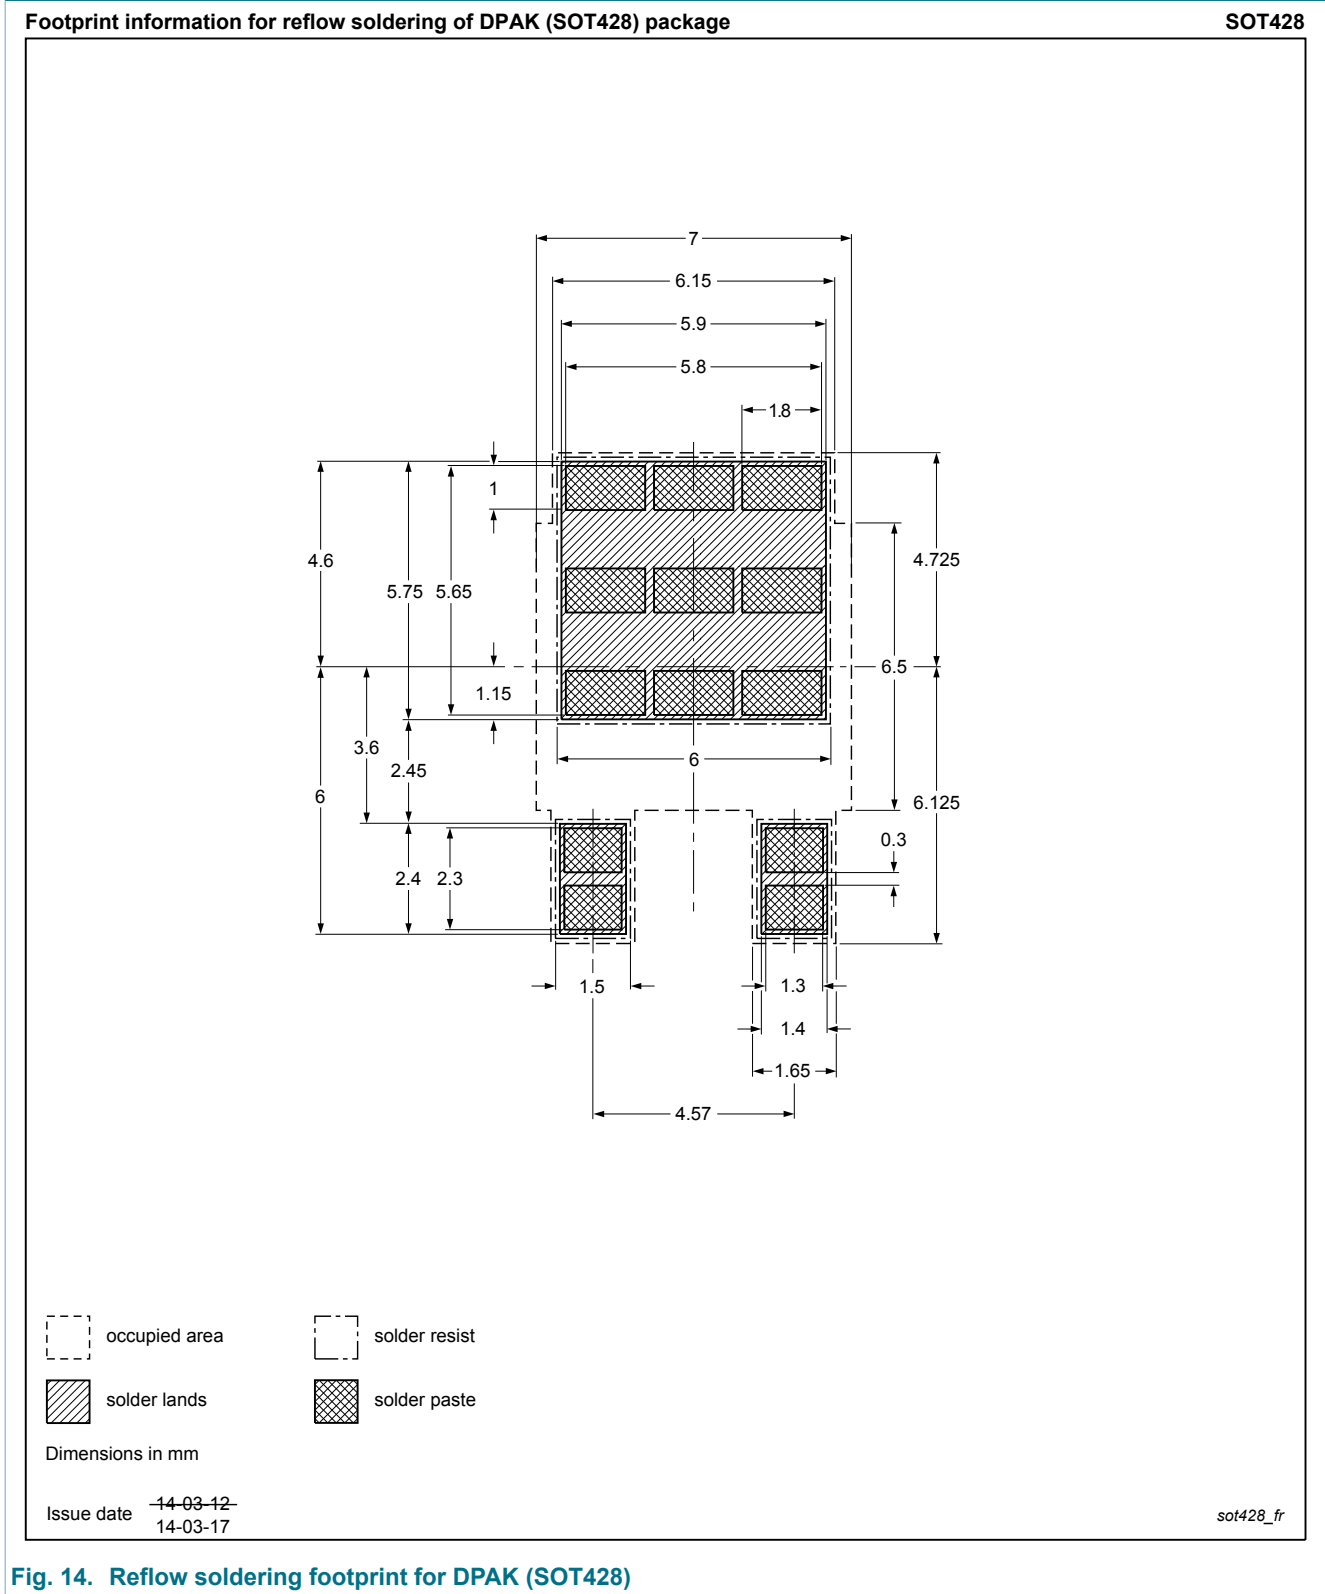 Footprint information for reflow soldering of DPAK (SOT428) package SOT428
7
6.15
5.9
5.8
1.8
1
4.6
5.75
5.65
4.725
6.5
1.15
3.6
2.45
6
6
6.125
0.3
2.4
2.3
1.5
1.3
1.4
1.65
4.57
occupied area
solder resist
solder lands
solder paste
Dimensions in mm
Issue date 14-03-12
14-03-17
sot428_fr
Fig. 14. Reflow soldering footprint for DPAK (SOT428)